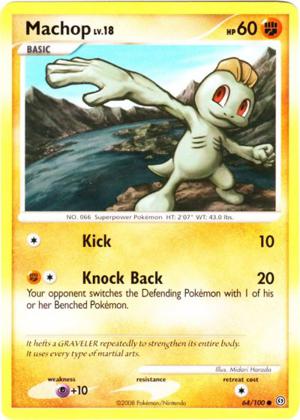 Machop LV.18 HP 60
BASIC
NO. 066 Superpower Pokémon HT: 2'07" WT: 43.0 lbs.
Kick 10
Knock Back 20
Your opponent switches the Defending Pokémon with 1 of his
or her Benched Pokémon.
It hefts a GRAVELER repeatedly to strengthen its entire body.
It uses every type of martial arts.
Illus. Midori Harada
weakness resistance retreat cost
+10
©2008 Pokémon/Nintendo 64/100